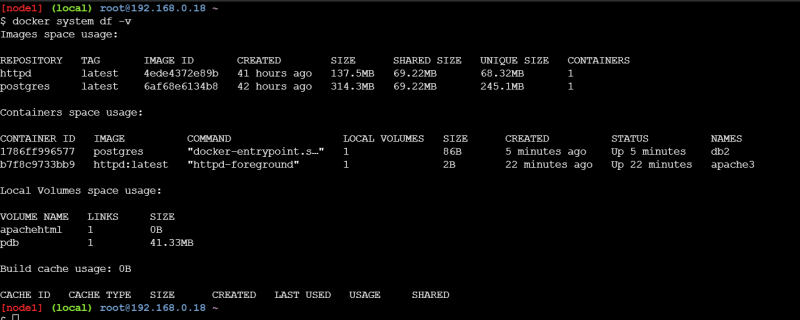 [node1] (local) root@192.168.0.18 ~
$ docker system df -v
Images space usage:
REPOSITORY TAG IMAGE ID CREATED SIZE SHARED SIZE UNIQUE SIZE CONTAINERS
httpd latest 4ede4372e89b 41 hours ago 137.5MB 69.22MB 68.32MB 1
postgres latest 6af68e6134b8 42 hours ago 314.3MB 69.22MB 245.1MB 1
Containers space usage:
CONTAINER ID IMAGE COMMAND LOCAL VOLUMES SIZE CREATED STATUS NAMES
1786ff996577 postgres "docker-entrypoint.s…" 1 86B 5 minutes ago Up 5 minutes db2
b7f8c9733bb9 httpd:latest "httpd-foreground" 1 2B 22 minutes ago Up 22 minutes apache3
Local Volumes space usage:
VOLUME NAME LINKS SIZE
apachehtml 1 0B
pdb 1 41.33MB
Build cache usage: 0B
CACHE ID CACHE TYPE SIZE CREATED LAST USED USAGE SHARED
[node1] (local) root@192.168.0.18 ~
$